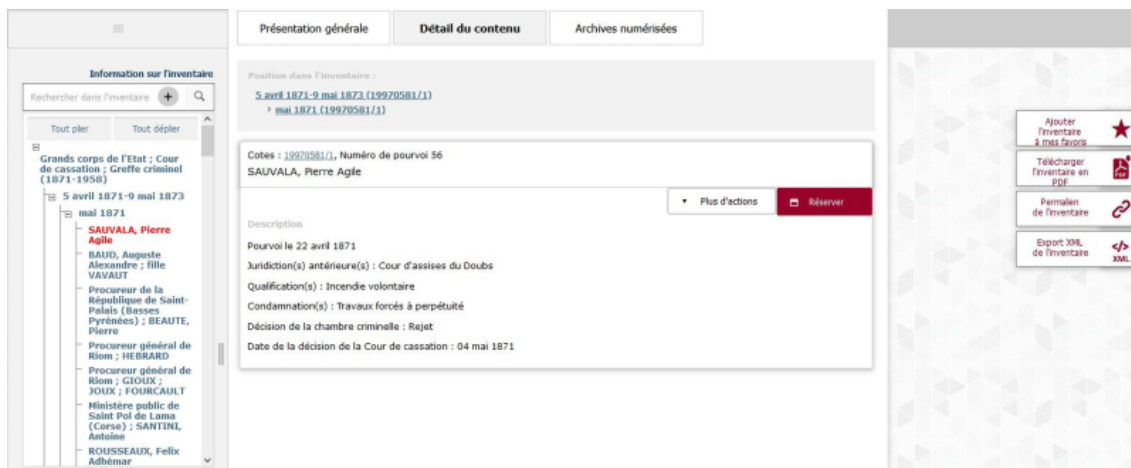 Présentation générale
Détail du contenu
Archives numérisées
Information sur l'inventaire
Rechercher dans l'inventaire
Tout plier
Tout déplier
Grands corps de l'Etat ; Cour
de cassation ; Greffe criminel
(1871-1958)
5 avril 1871-9 mai 1873
mai 1871
SAUVALA, Pierre
Agile
BAUD, Auguste
Alexandre ; fille
VAVAUT
Procureur de la
République de Saint-
Palais (Basses
Pyrénées) ; BEAUTE,
Pierre
Procureur général de
Riom ; HEBRARD
Procureur général de
Riom ; GIOUX ;
JOUX ; FOURCAULT
Ministère public de
Saint Pol de Lama
(Corse) ; SANTINI,
Antoine
ROUSSEAUX, Felix
Adhémar
Position dans l'inventaire :
5 avril 1871-9 mai 1873 (19970581/1)
› mai 1871 (19970581/1)
Cotes : 19970581/1, Numéro de pourvoi 56
SAUVALA, Pierre Agile
Plus d'actions
Réserver
Description
Pourvoi le 22 avril 1871
Juridiction(s) antérieure(s) : Cour d'assises du Doubs
Qualification(s) : Incendie volontaire
Condamnation(s) : Travaux forcés à perpétuité
Décision de la chambre criminelle : Rejet
Date de la décision de la Cour de cassation : 04 mai 1871
Ajouter
l'inventaire
à mes favoris
Télécharger
l'inventaire en
PDF
PDF
Permalien
de l'inventaire
Export XML
de l'inventaire
XML